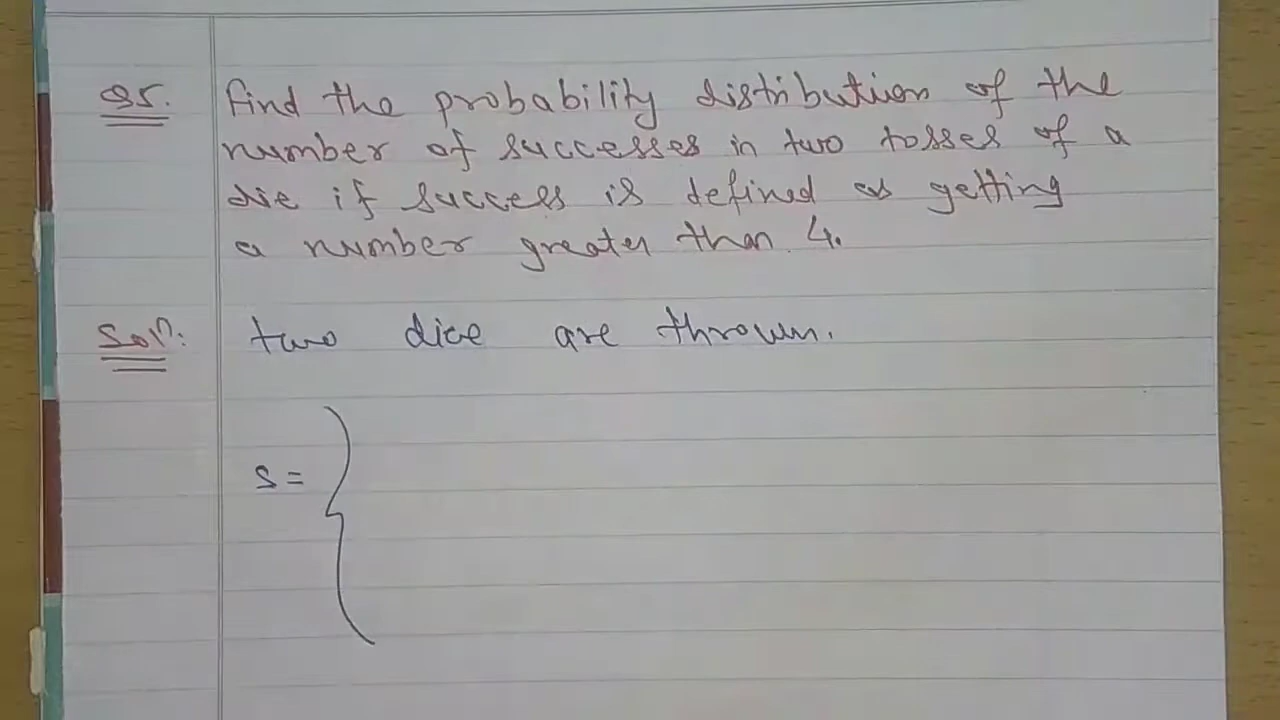 Q5. Find the probability distribution of the
number of successes in two tosses of a
die if success is defined as getting
a number greater than 4.
Soln: two dice are thrown.
S = {